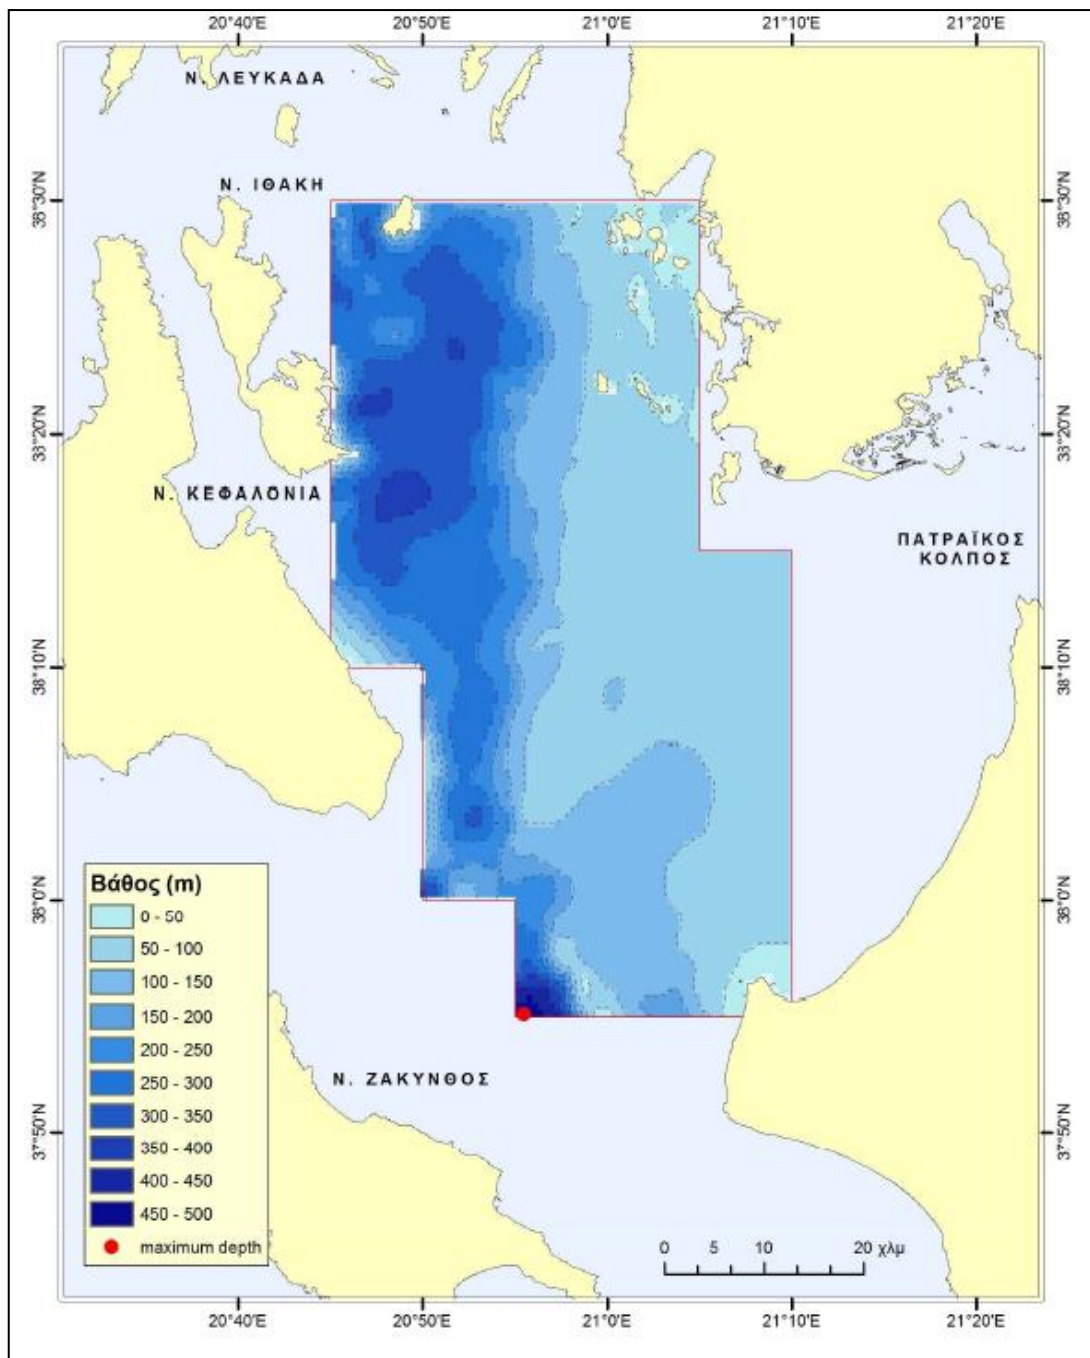 20°40'E 20°50'E 21°0'E 21°10'E 21°20'E
Ν. ΛΕΥΚΑΔΑ
Ν. ΙΘΑΚΗ
38°30'N 38°30'N
38°20'N 38°20'N
Ν. ΚΕΦΑΛΟΝΙΑ
ΠΑΤΡΑΪΚΟΣ
ΚΟΛΠΟΣ
38°10'N 38°10'N
38°0'N 38°0'N
Βάθος (m)
0 - 50
50 - 100
100 - 150
150 - 200
200 - 250
250 - 300
300 - 350
350 - 400
400 - 450
450 - 500
maximum depth
Ν. ΖΑΚΥΝΘΟΣ
37°50'N 37°50'N
0 5 10 20 χλμ
20°40'E 20°50'E 21°0'E 21°10'E 21°20'E